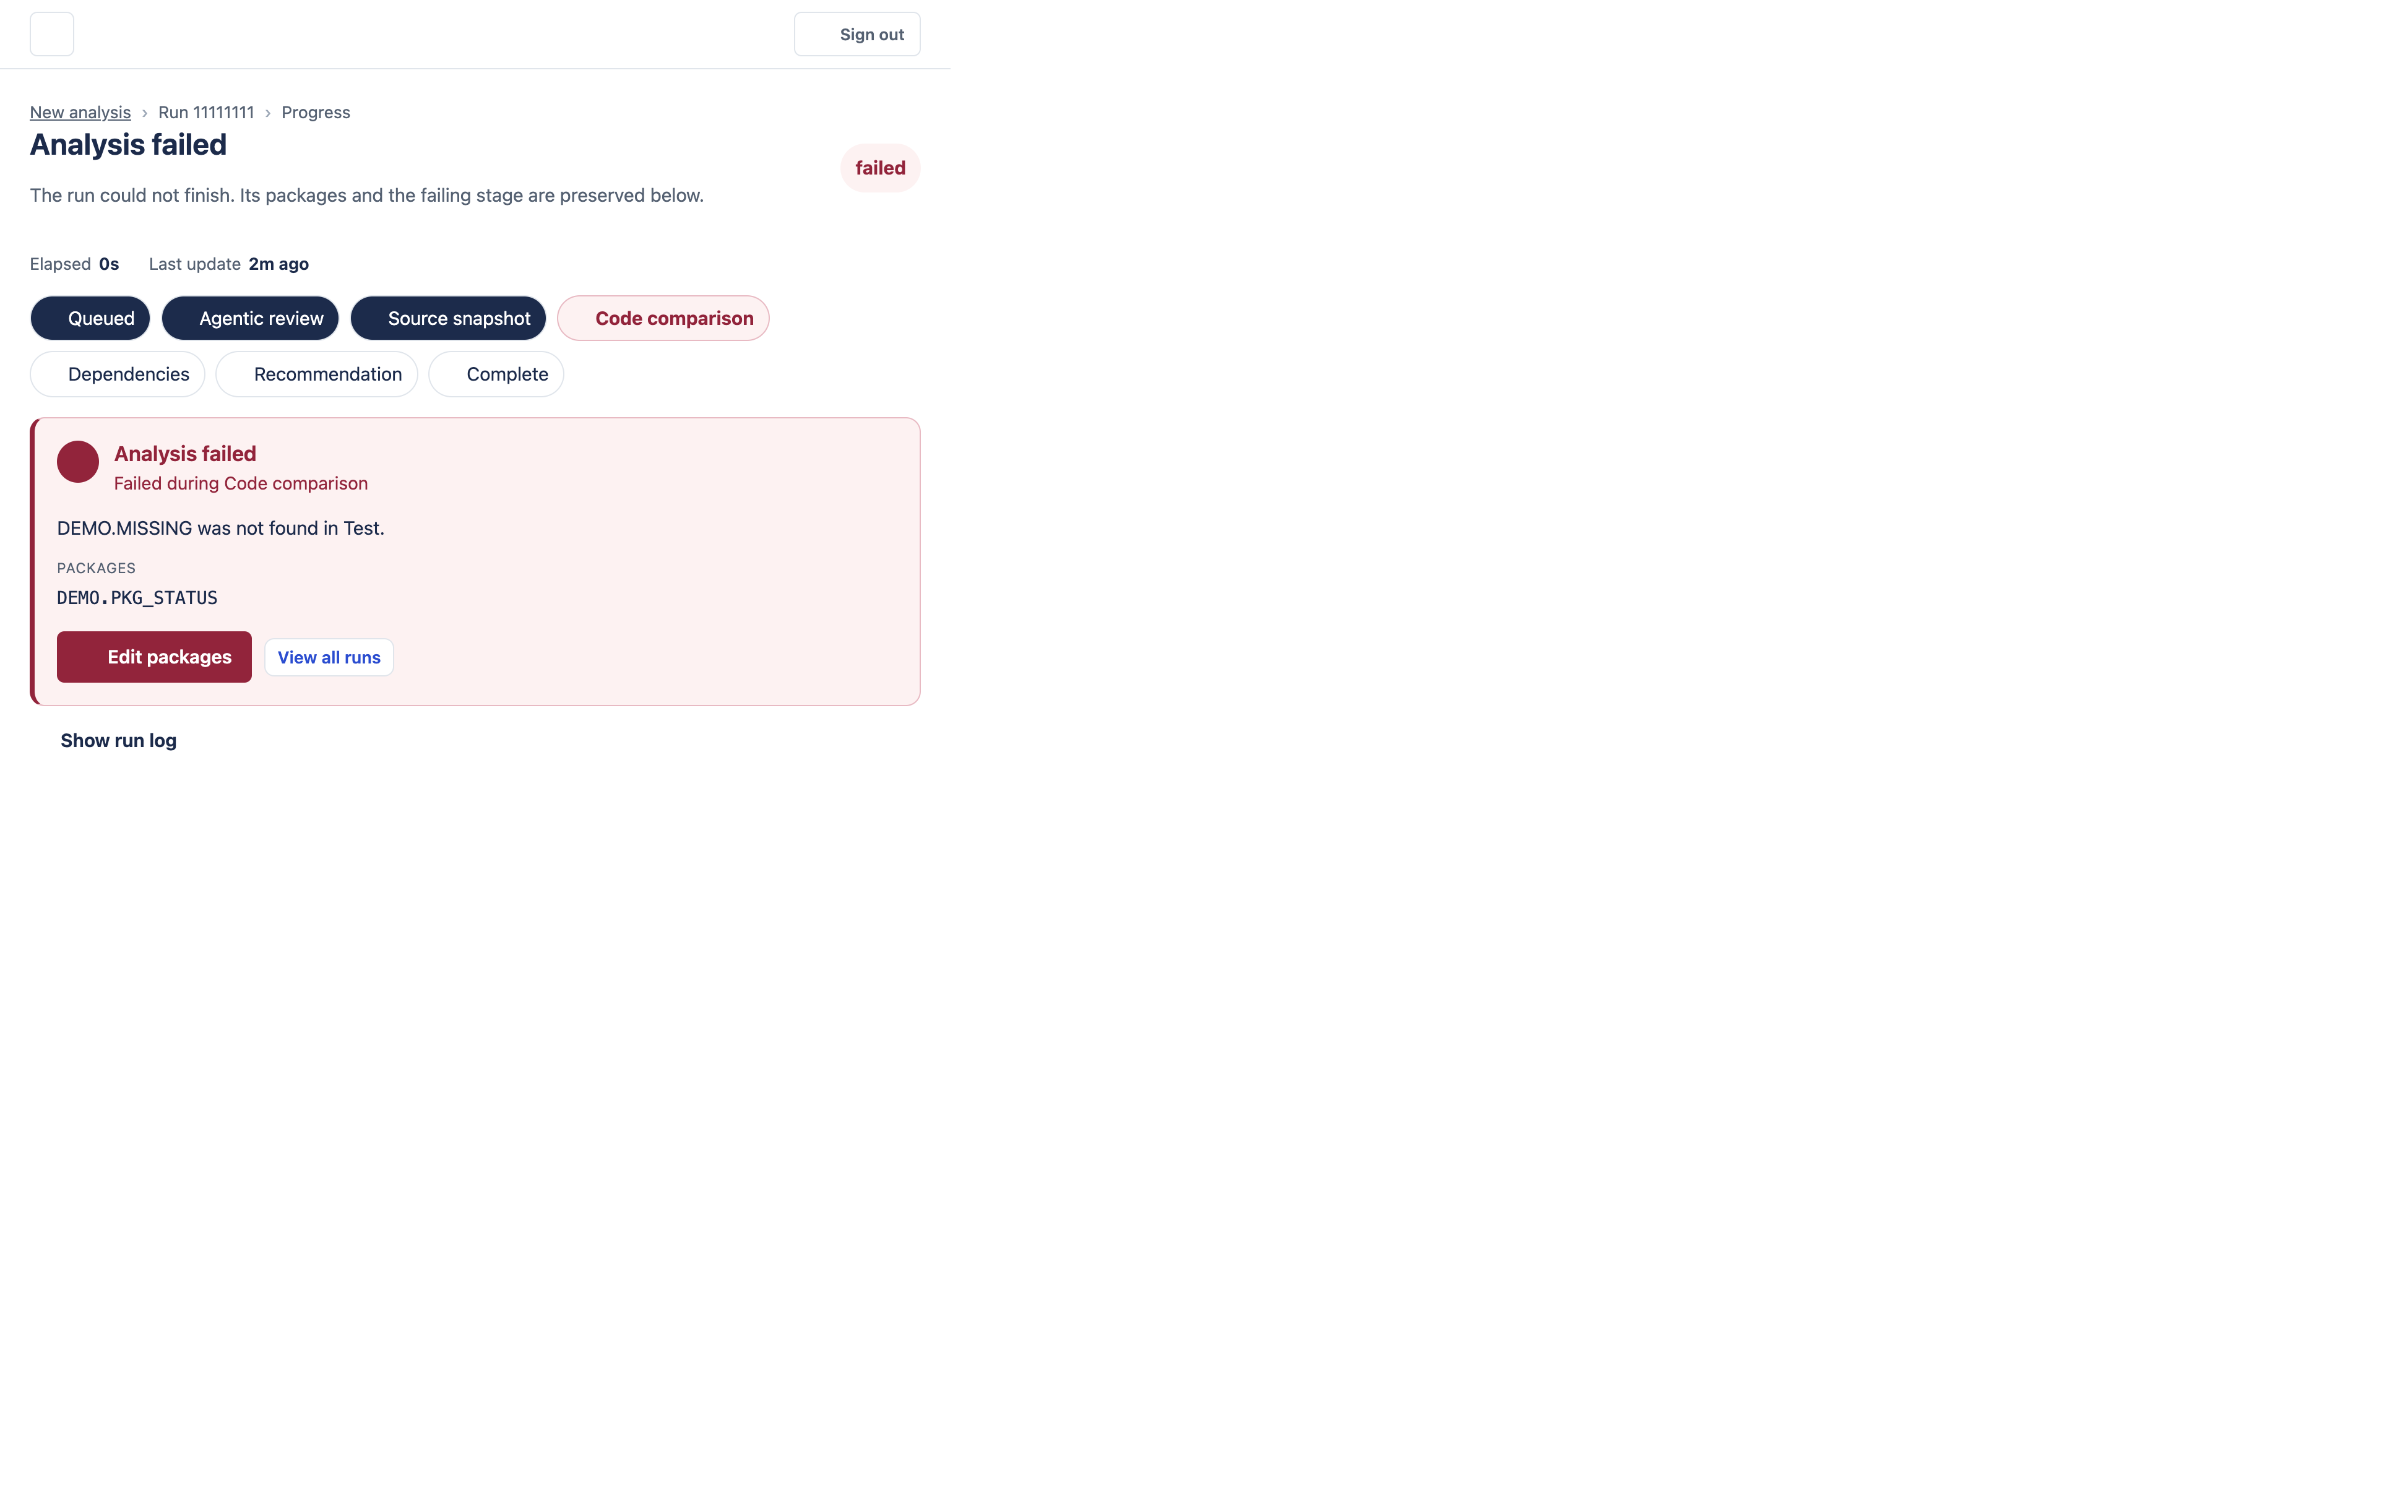 Sign out
New analysis › Run 11111111 › Progress
Analysis failed
failed
The run could not finish. Its packages and the failing stage are preserved below.
Elapsed 0s Last update 2m ago
Queued Agentic review Source snapshot Code comparison
Dependencies Recommendation Complete
Analysis failed
Failed during Code comparison
DEMO.MISSING was not found in Test.
PACKAGES
DEMO.PKG_STATUS
Edit packages View all runs
Show run log